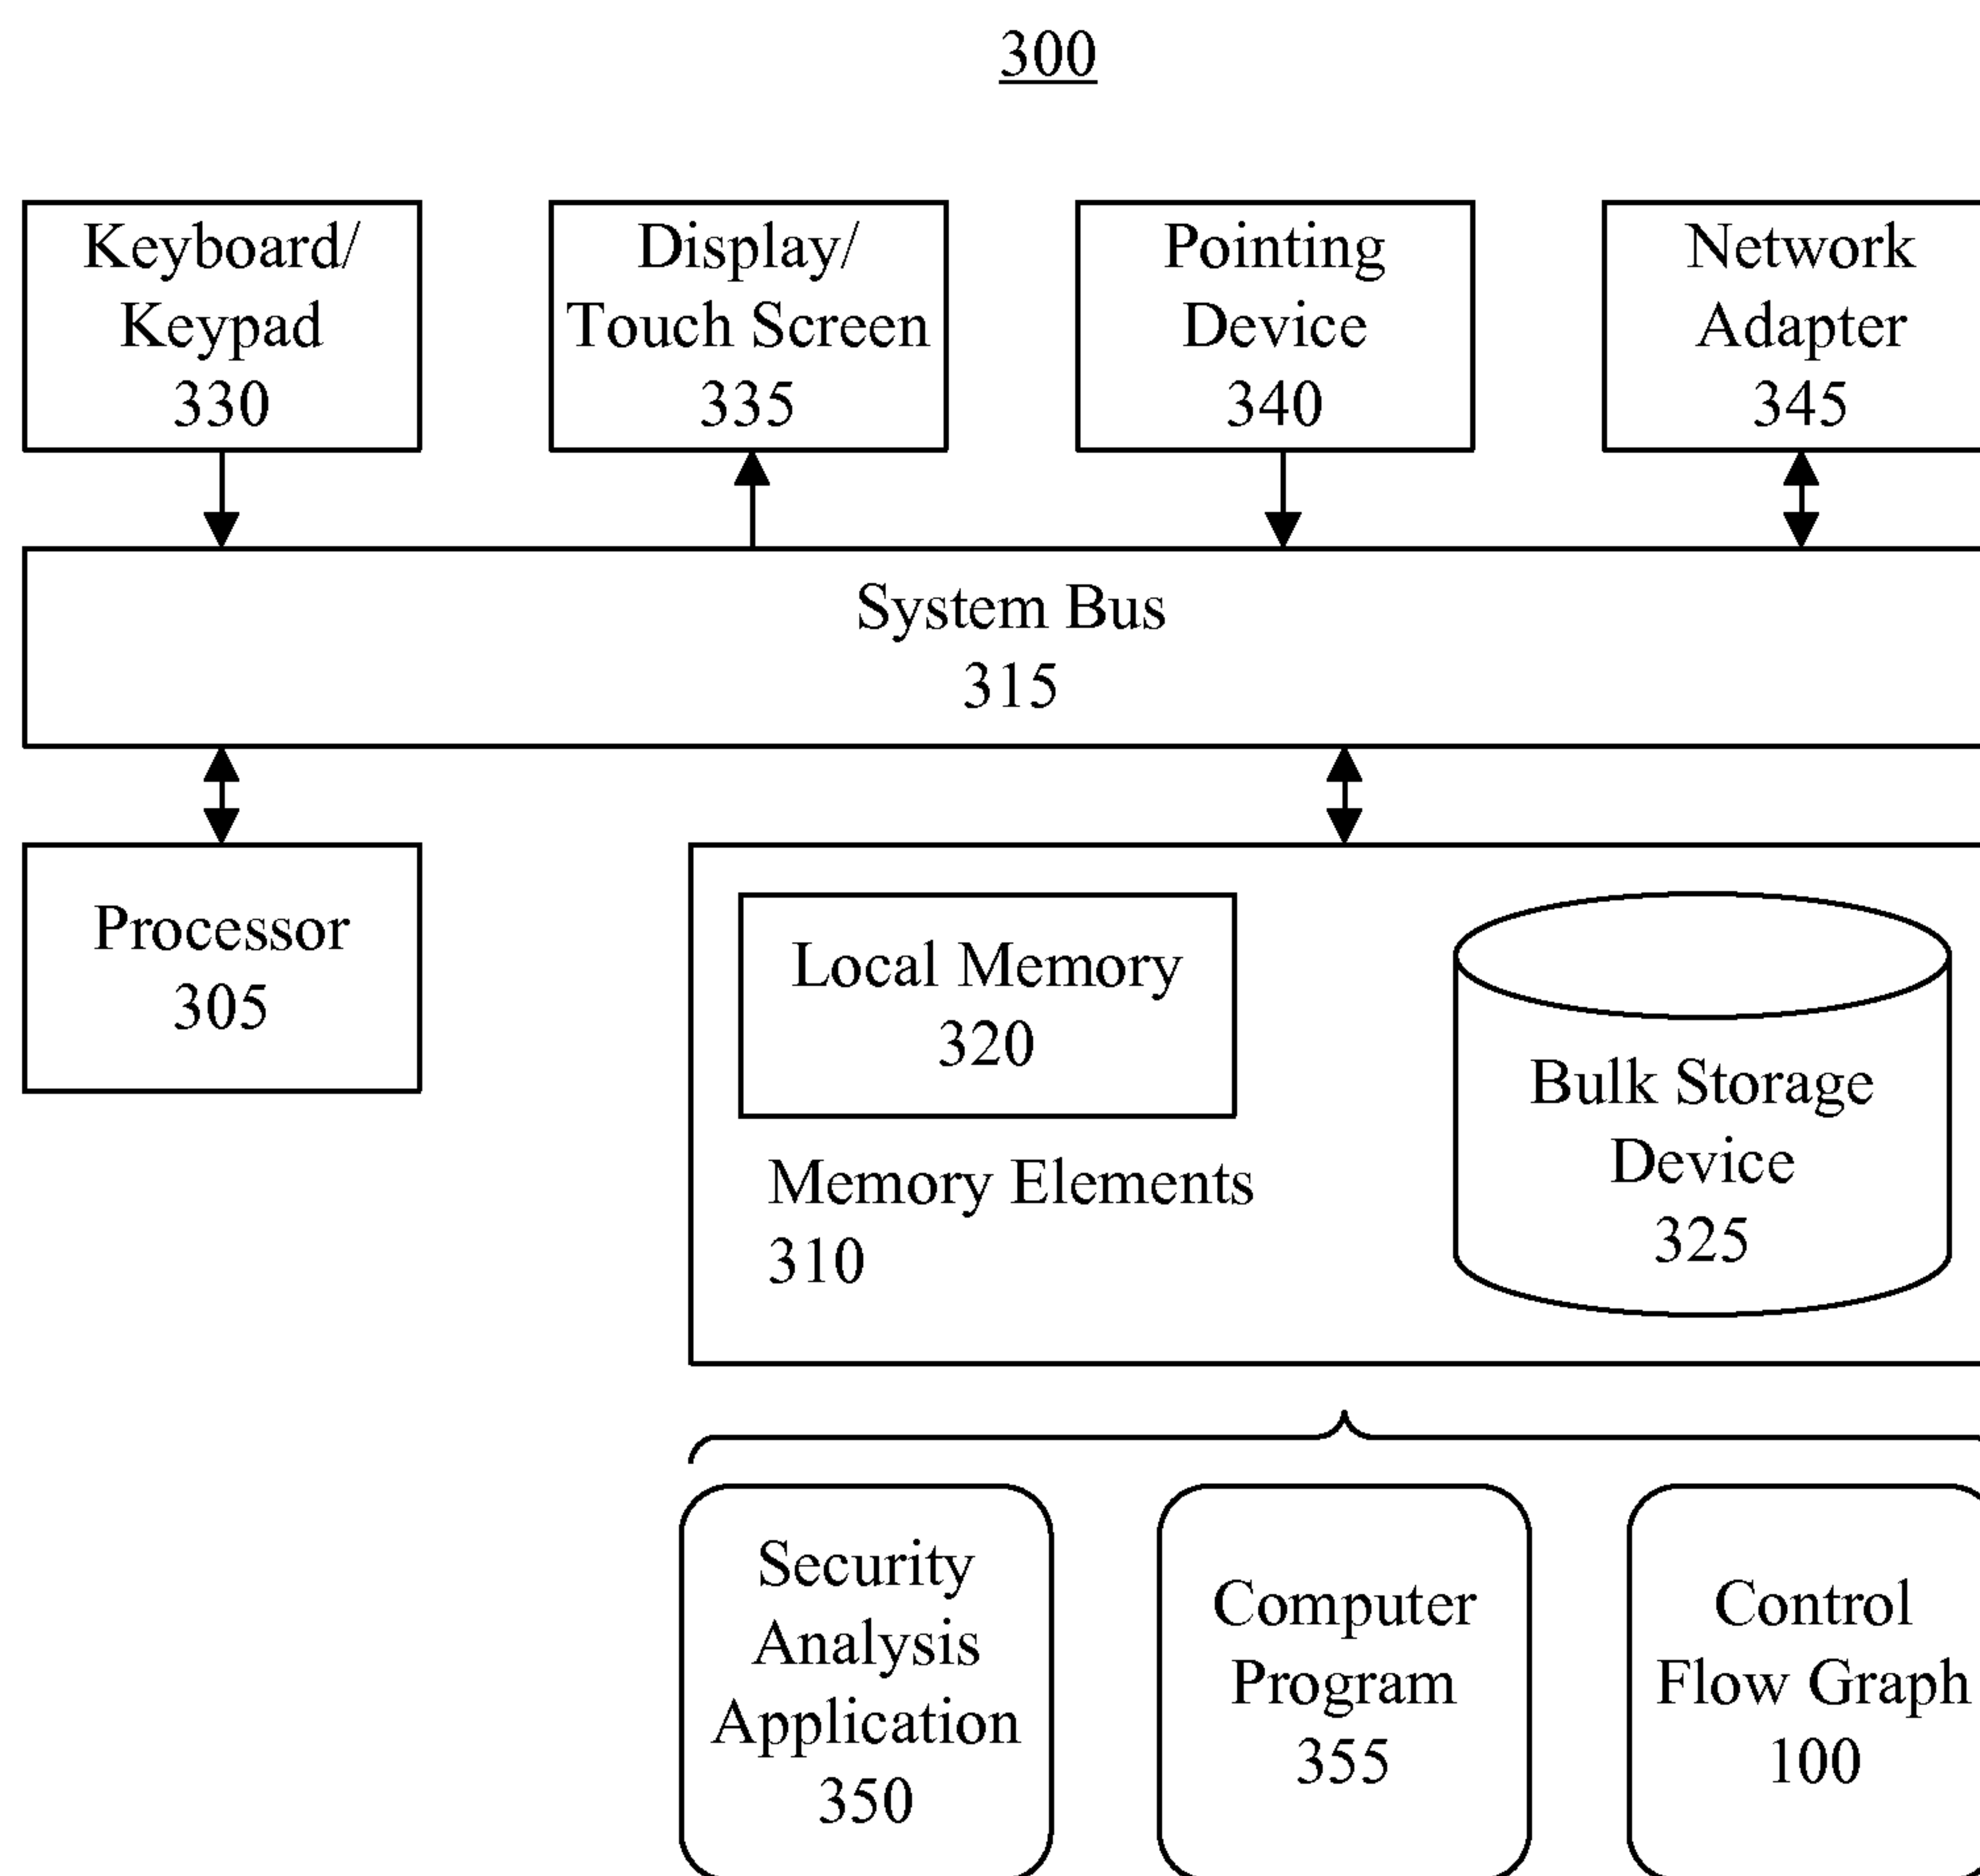 300
Keyboard/
Keypad
330
Display/
Touch Screen
335
Pointing
Device
340
Network
Adapter
345
System Bus
315
Processor
305
Local Memory
320
Memory Elements
310
Bulk Storage
Device
325
Security
Analysis
Application
350
Computer
Program
355
Control
Flow Graph
100